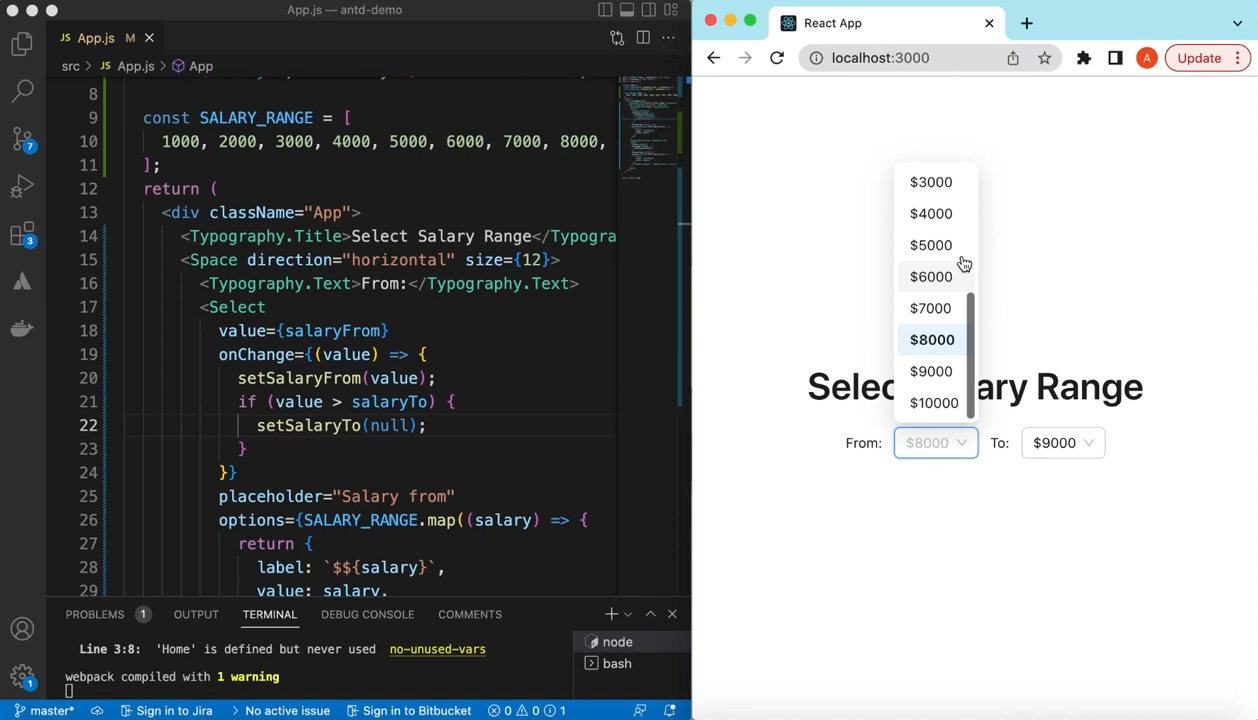 App.js — antd-demo
JS App.js M
src > JS App.js > App
8
9 const SALARY_RANGE = [
10 1000, 2000, 3000, 4000, 5000, 6000, 7000, 8000,
11 ];
12 return (
13 <div className="App">
14 <Typography.Title>Select Salary Range</Typogra
15 <Space direction="horizontal" size={12}>
16 <Typography.Text>From:</Typography.Text>
17 <Select
18 value={salaryFrom}
19 onChange={(value) => {
20 setSalaryFrom(value);
21 if (value > salaryTo) {
22 setSalaryTo(null);
23 }
24 }}
25 placeholder="Salary from"
26 options={SALARY_RANGE.map((salary) => {
27 return {
28 label: `$${salary}`,
29 value: salary,
7
3
1
PROBLEMS 1 OUTPUT TERMINAL DEBUG CONSOLE COMMENTS
Line 3:8: 'Home' is defined but never used no-unused-vars
webpack compiled with 1 warning
node
bash
master* Sign in to Jira No active issue Sign in to Bitbucket 0 0 1
React App
localhost:3000
A
Update
$3000
$4000
$5000
$6000
$7000
$8000
$9000
$10000
Selec ary Range
From: $8000 To: $9000